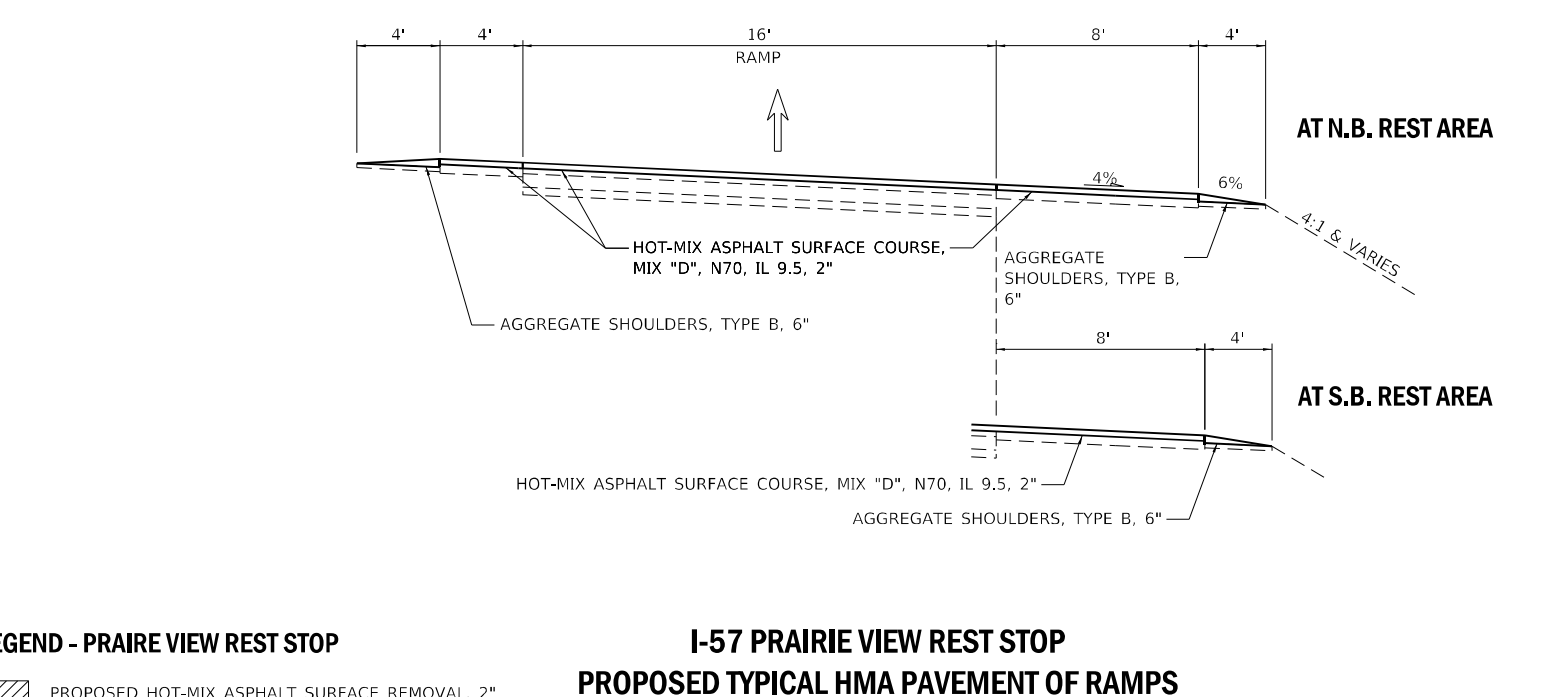 4' 4' 16' 8' 4'
RAMP
AT N.B. REST AREA
4% 6%
4:1 & VARIES
HOT-MIX ASPHALT SURFACE COURSE,
MIX "D", N70, IL 9.5, 2"
AGGREGATE
SHOULDERS, TYPE B,
6"
AGGREGATE SHOULDERS, TYPE B, 6"
8' 4'
AT S.B. REST AREA
HOT-MIX ASPHALT SURFACE COURSE, MIX "D", N70, IL 9.5, 2"
AGGREGATE SHOULDERS, TYPE B, 6"
EGEND - PRAIRE VIEW REST STOP
I-57 PRAIRIE VIEW REST STOP
PROPOSED TYPICAL HMA PAVEMENT OF RAMPS
PROPOSED HOT-MIX ASPHALT SURFACE REMOVAL, 2"